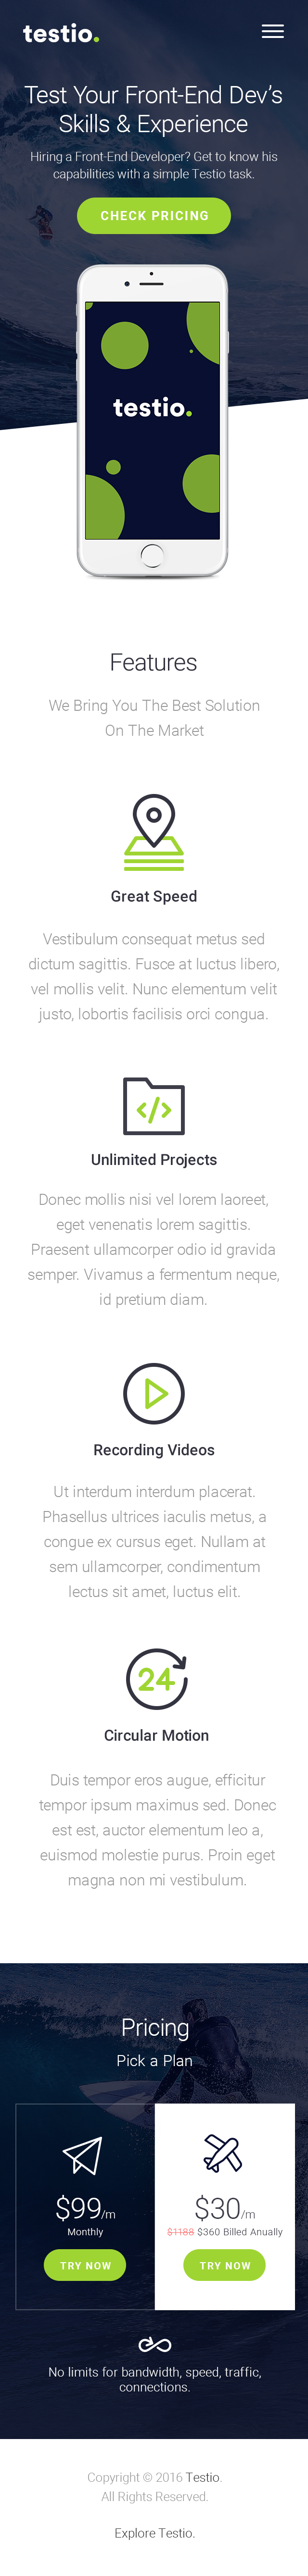 testio.
Test Your Front-End Dev's
Skills & Experience
Hiring a Front-End Developer? Get to know his
capabilities with a simple Testio task.
CHECK PRICING
testio.
Features
We Bring You The Best Solution
On The Market
Great Speed
Vestibulum consequat metus sed
dictum sagittis. Fusce at luctus libero,
vel mollis velit. Nunc elementum velit
justo, lobortis facilisis orci congua.
Unlimited Projects
Donec mollis nisi vel lorem laoreet,
eget venenatis lorem sagittis.
Praesent ullamcorper odio id gravida
semper. Vivamus a fermentum neque,
id pretium diam.
Recording Videos
Ut interdum interdum placerat.
Phasellus ultrices iaculis metus, a
congue ex cursus eget. Nullam at
sem ullamcorper, condimentum
lectus sit amet, luctus elit.
24
Circular Motion
Duis tempor eros augue, efficitur
tempor ipsum maximus sed. Donec
est est, auctor elementum leo a,
euismod molestie purus. Proin eget
magna non mi vestibulum.
Pricing
Pick a Plan
$99/m
Monthly
TRY NOW
$30/m
$1188 $360 Billed Anually
TRY NOW
No limits for bandwidth, speed, traffic,
connections.
Copyright © 2016 Testio.
All Rights Reserved.
Explore Testio.